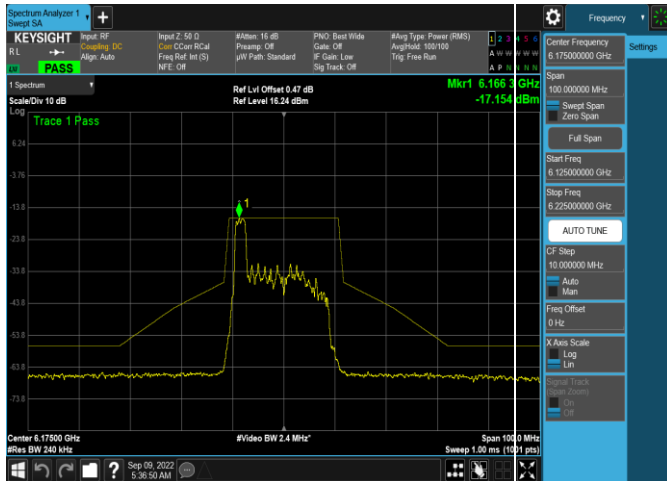 Spectrum Analyzer 1
Swept SA
+
Frequency
KEYSIGHT
RL
PASS
Input: RF
Coupling: DC
Align: Auto
Input Z: 50 Ω
Corr CCorr RCal
Freq Ref: Int (S)
NFE: Off
#Atten: 16 dB
Preamp: Off
µW Path: Standard
PNO: Best Wide
Gate: Off
IF Gain: Low
Sig Track: Off
#Avg Type: Power (RMS)
Avg|Hold: 100/100
Trig: Free Run
1 2 3 4 5 6
A W W W W W
A P N N N N
1 Spectrum
Scale/Div 10 dB
Log
Ref Lvl Offset 0.47 dB
Ref Level 16.24 dBm
Mkr1 6.166 3 GHz
-17.154 dBm
Trace 1 Pass
6.24
-3.76
-13.8
-23.8
-33.8
-43.8
-53.8
-63.8
-73.8
1
Center 6.17500 GHz
#Res BW 240 kHz
#Video BW 2.4 MHz*
Span 100.0 MHz
Sweep 1.00 ms (1001 pts)
Sep 09, 2022
5:36:50 AM
?
Center Frequency
6.175000000 GHz
Span
100.000000 MHz
Swept Span
Zero Span
Full Span
Start Freq
6.125000000 GHz
Stop Freq
6.225000000 GHz
AUTO TUNE
CF Step
10.000000 MHz
Auto
Man
Freq Offset
0 Hz
X Axis Scale
Log
Lin
Signal Track
(Span Zoom)
On
Off
Settings